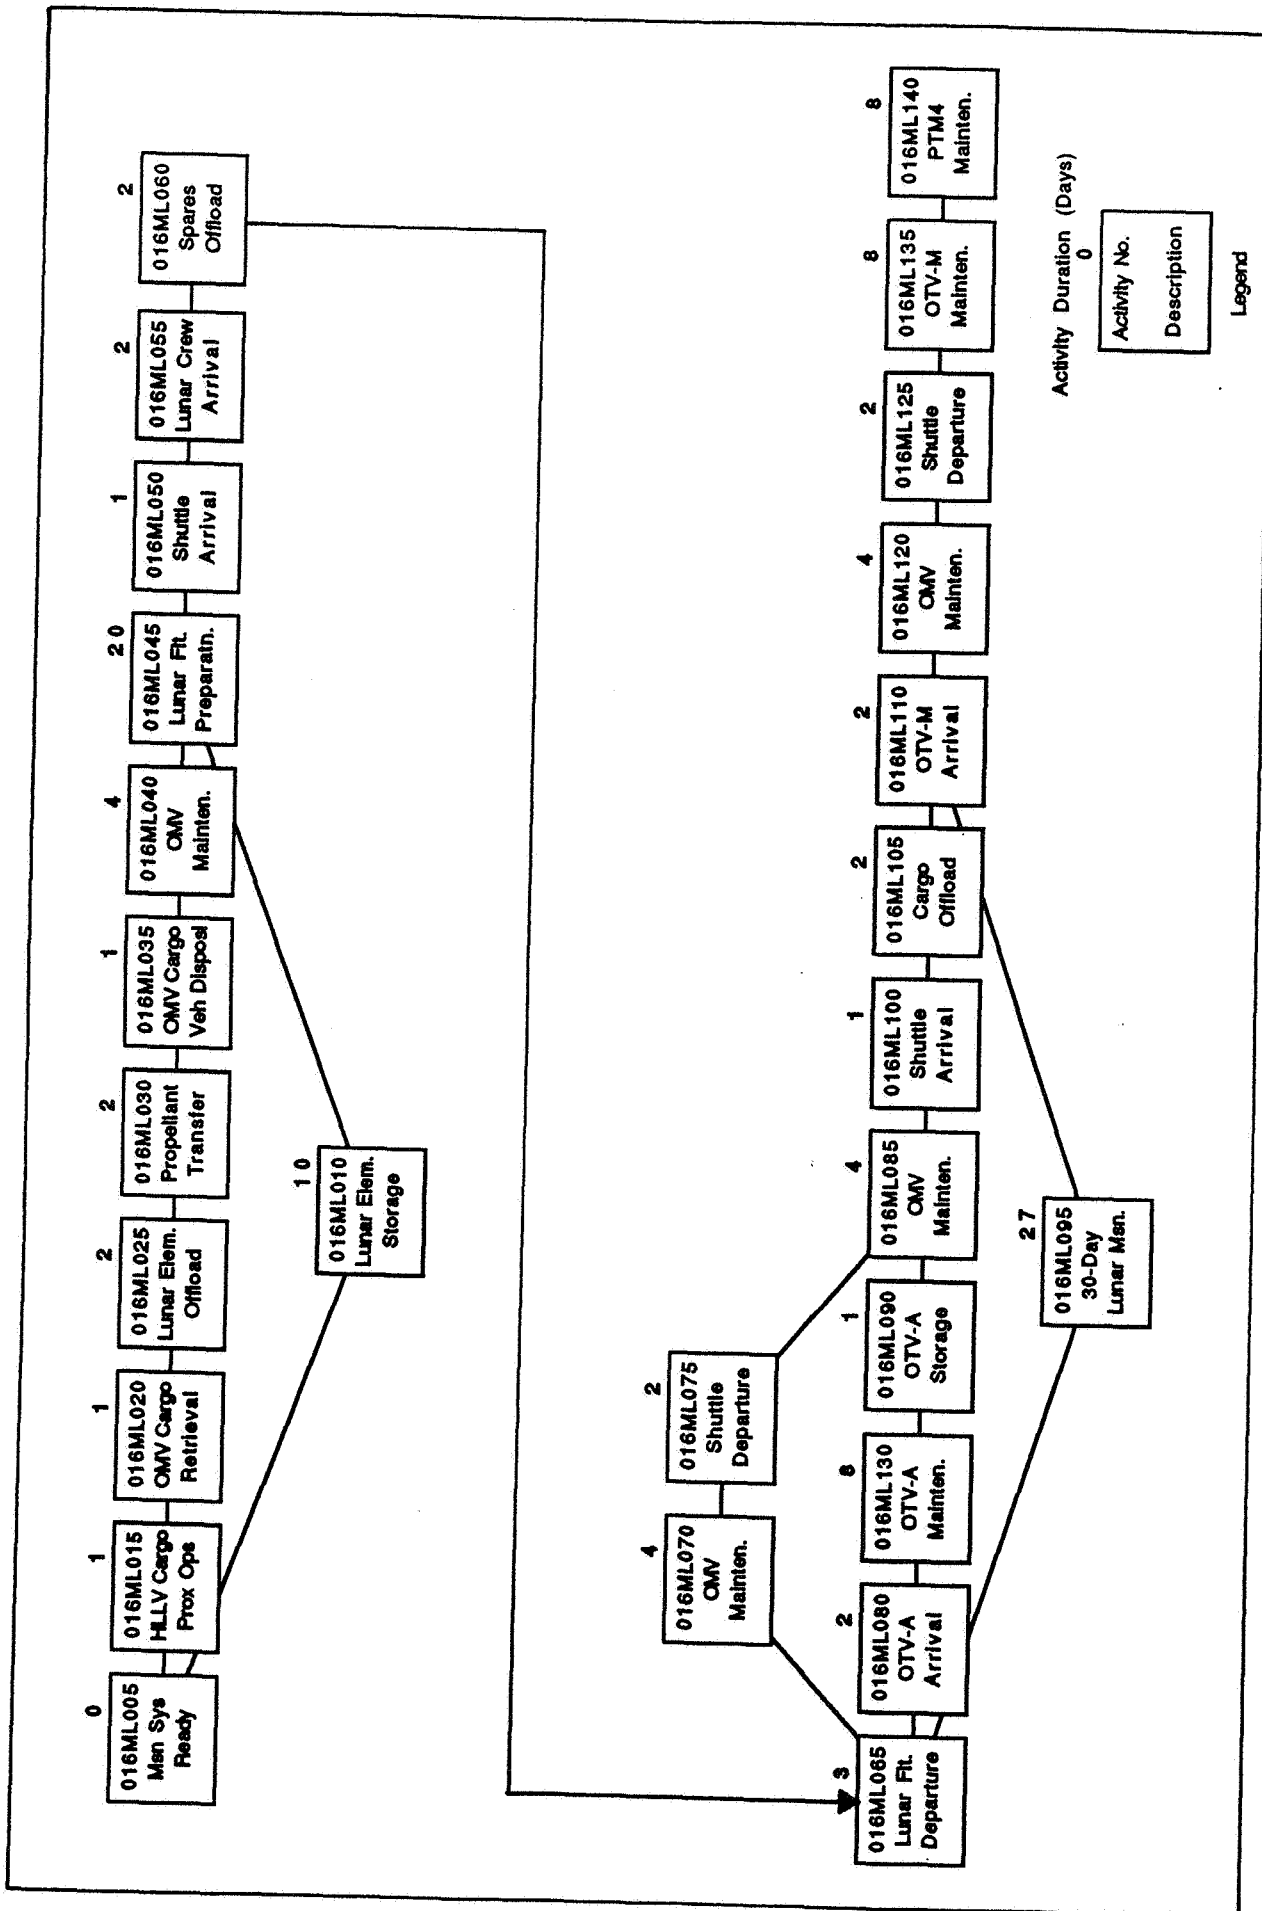 0
016ML005
Msn Sys
Ready
1
016ML015
HLLV Cargo
Prox Ops
1
016ML020
OMV Cargo
Retrieval
2
016ML025
Lunar Elem.
Offload
2
016ML030
Propellant
Transfer
1
016ML035
OMV Cargo
Veh Disposl
4
016ML040
OMV
Mainten.
20
016ML045
Lunar Flt.
Preparatn.
1
016ML050
Shuttle
Arrival
2
016ML055
Lunar Crew
Arrival
2
016ML060
Spares
Offload
10
016ML010
Lunar Elem.
Storage
4
016ML070
OMV
Mainten.
2
016ML075
Shuttle
Departure
3
016ML065
Lunar Flt.
Departure
2
016ML080
OTV-A
Arrival
8
016ML130
OTV-A
Mainten.
1
016ML090
OTV-A
Storage
4
016ML085
OMV
Mainten.
1
016ML100
Shuttle
Arrival
2
016ML105
Cargo
Offload
2
016ML110
OTV-M
Arrival
4
016ML120
OMV
Mainten.
2
016ML125
Shuttle
Departure
8
016ML135
OTV-M
Mainten.
8
016ML140
PTM4
Mainten.
27
016ML095
30-Day
Lunar Msn.
Activity Duration (Days)
0
Activity No.
Description
Legend